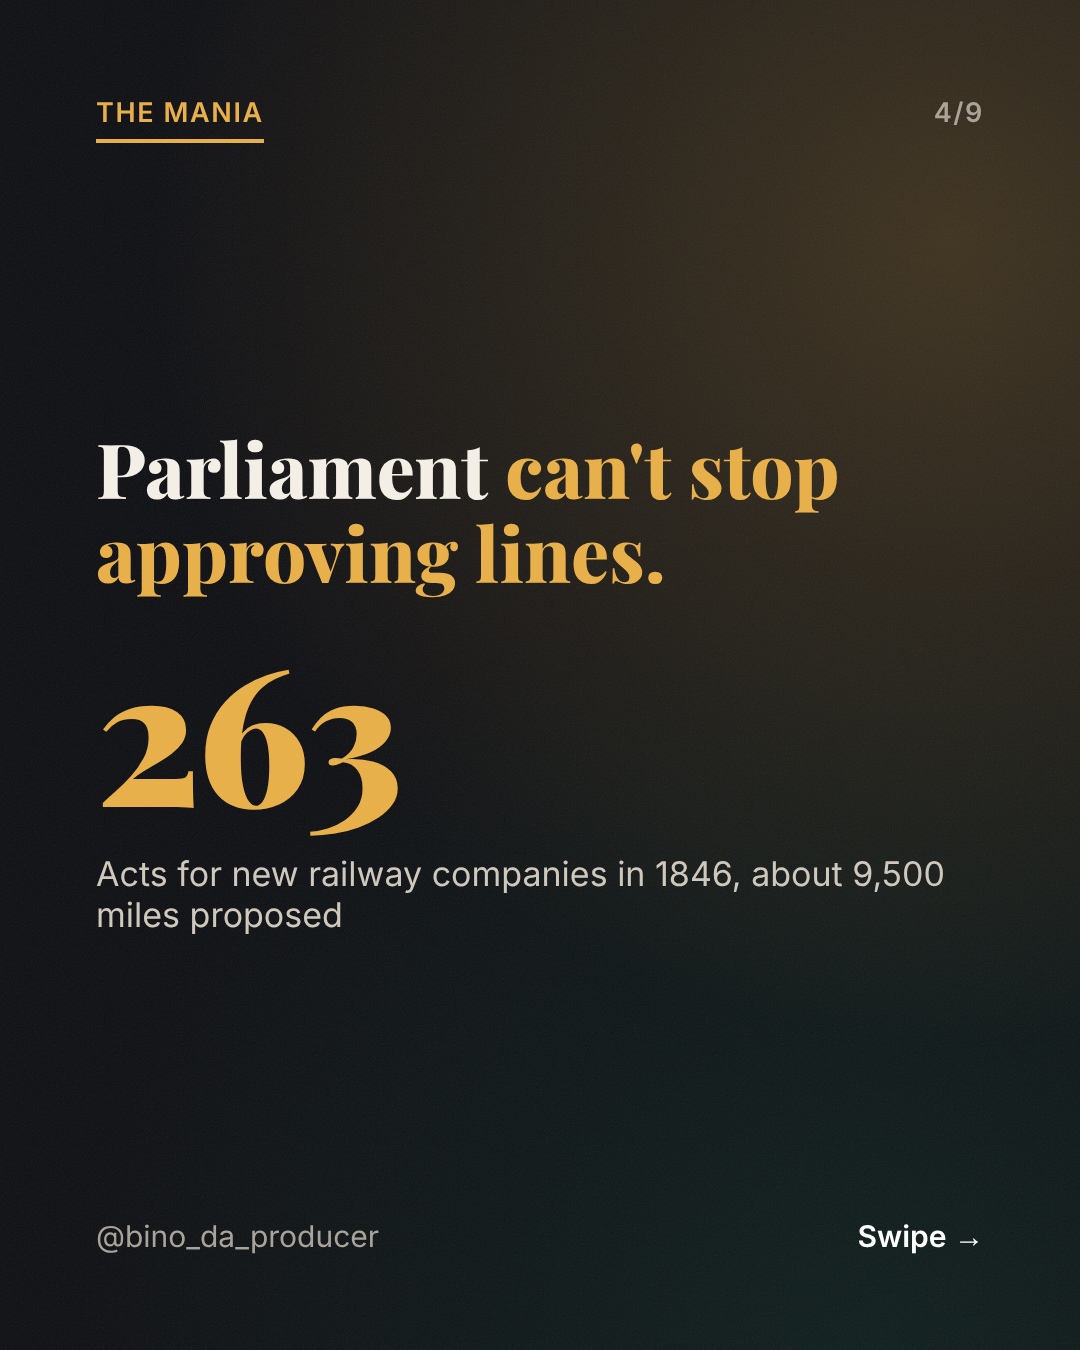 THE MANIA
4/9
Parliament can't stop
approving lines.
263
Acts for new railway companies in 1846, about 9,500
miles proposed
@bino_da_producer
Swipe →